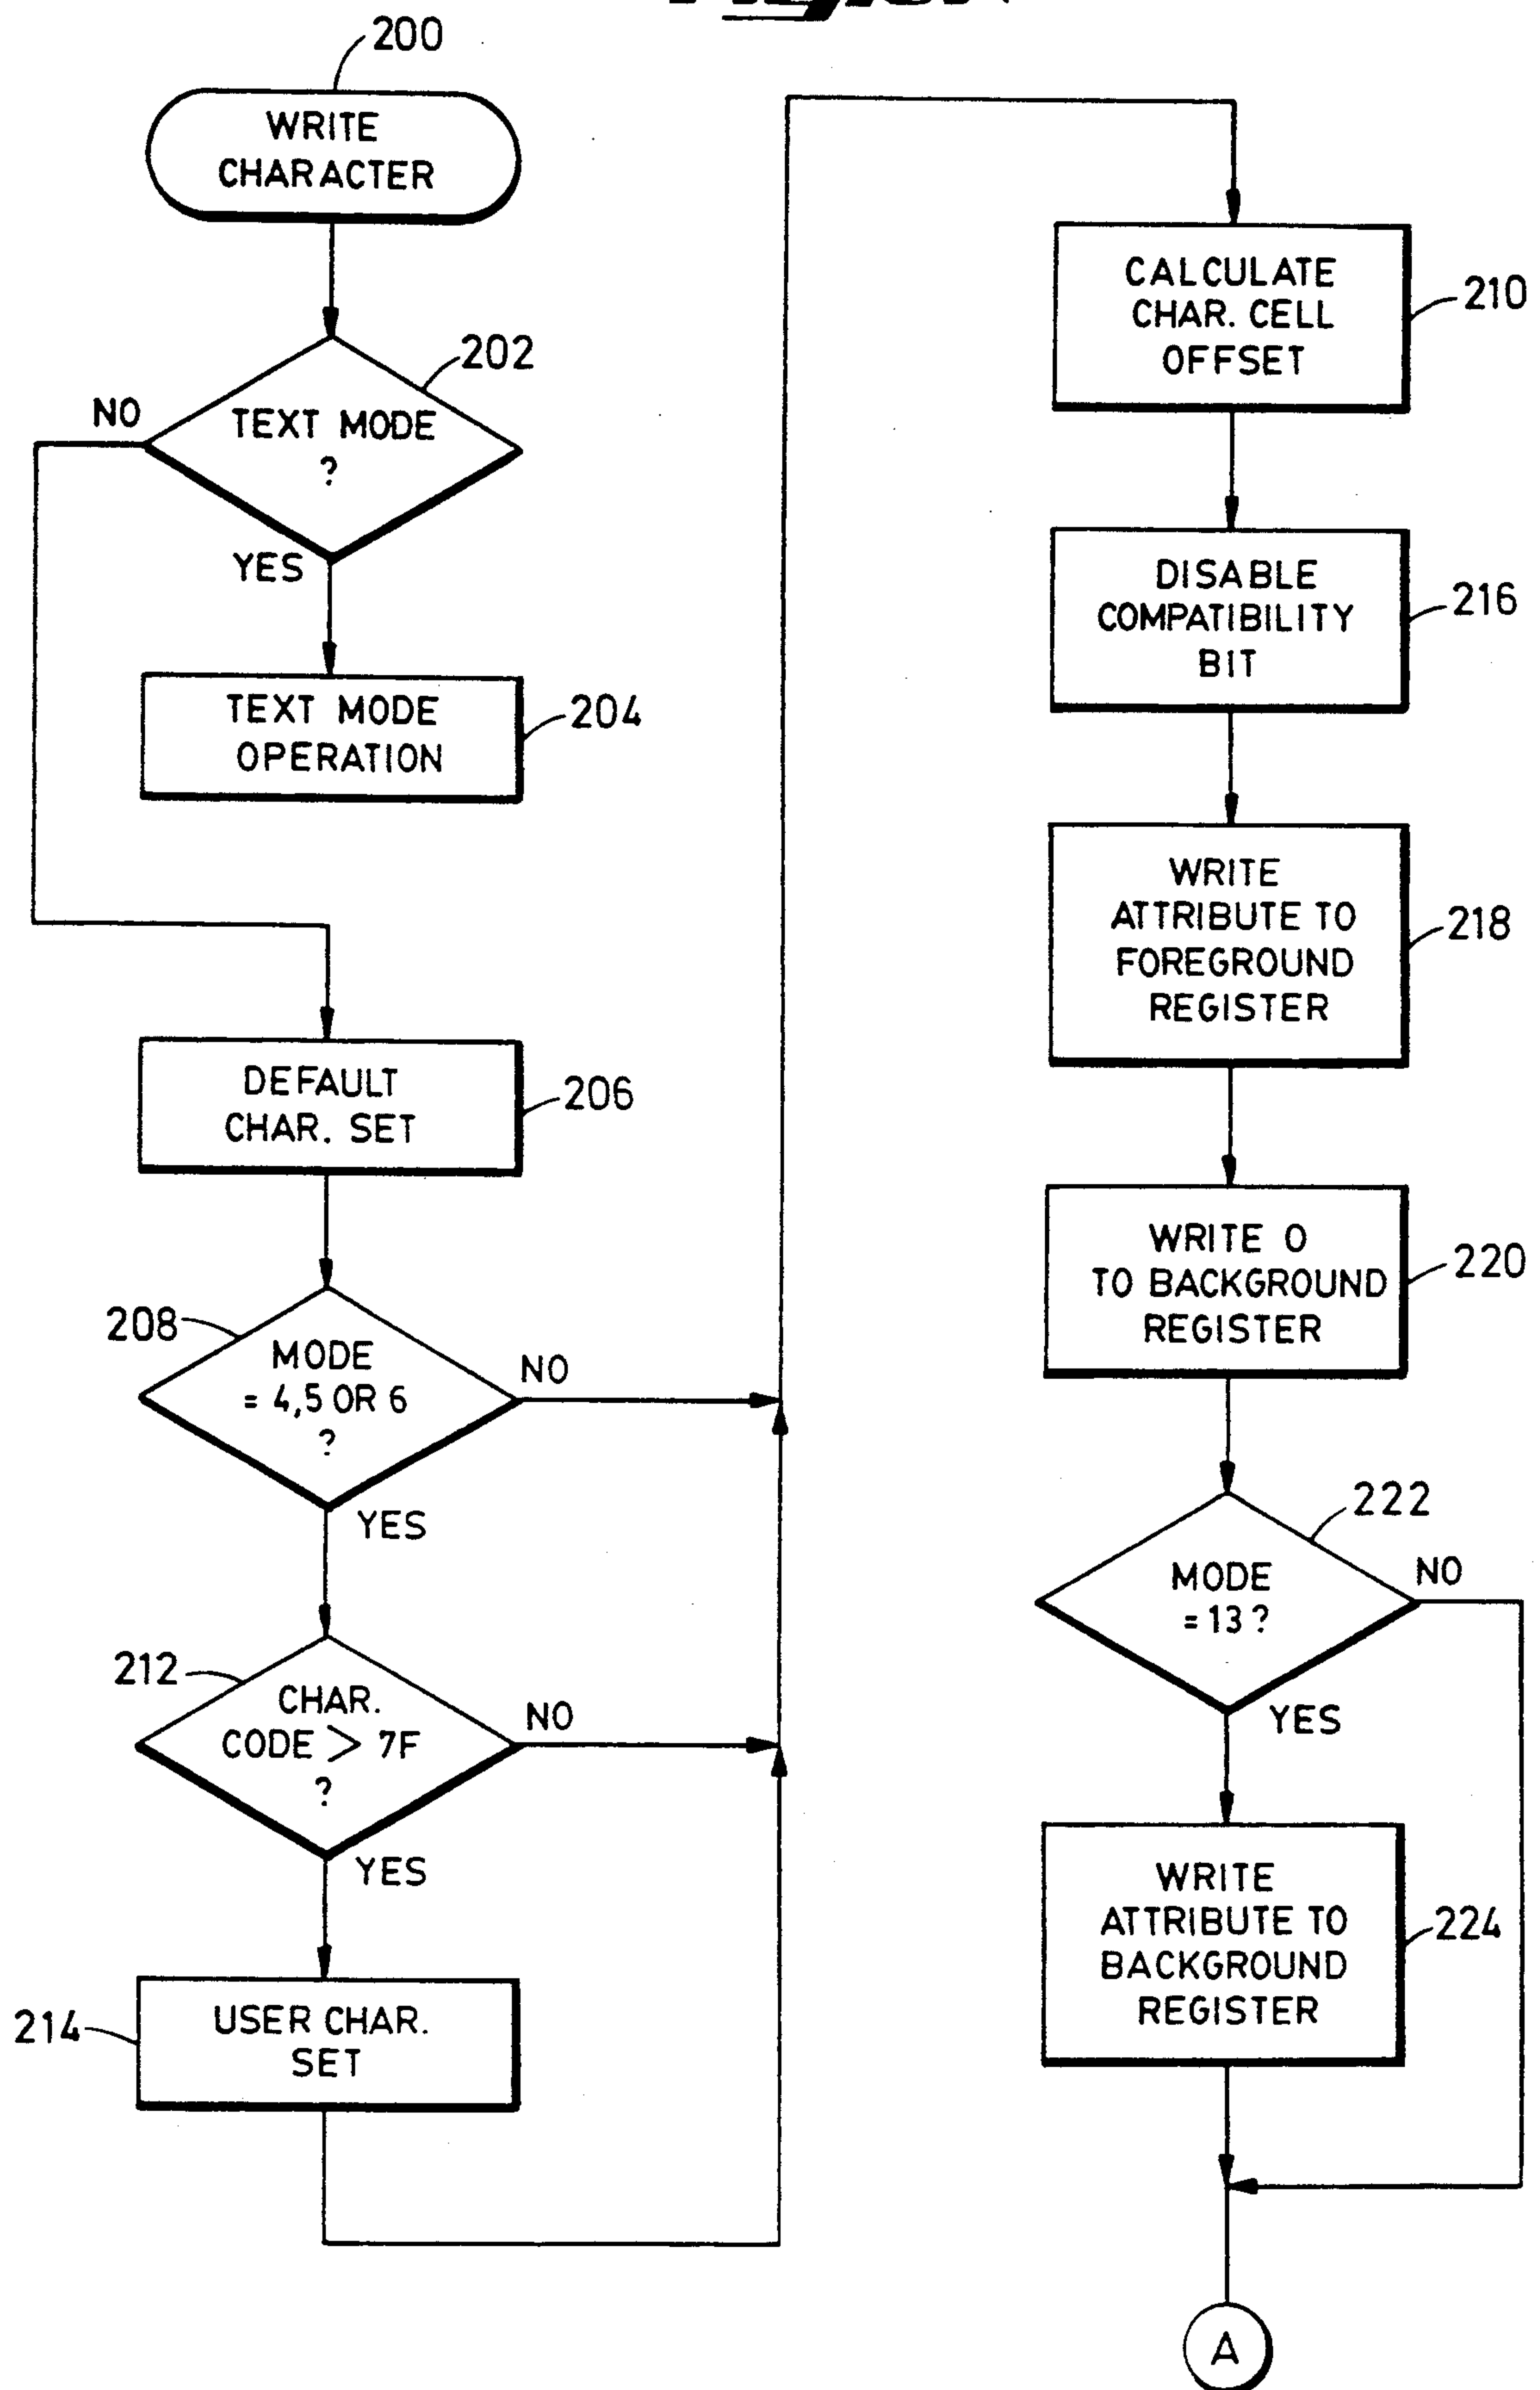 200
WRITE
CHARACTER
202
NO
TEXT MODE
?
YES
TEXT MODE
OPERATION
204
DEFAULT
CHAR. SET
206
208
MODE
= 4,5 OR 6
?
NO
YES
212
CHAR.
CODE > 7F
?
NO
YES
214
USER CHAR.
SET
CALCULATE
CHAR. CELL
OFFSET
210
DISABLE
COMPATIBILITY
BIT
216
WRITE
ATTRIBUTE TO
FOREGROUND
REGISTER
218
WRITE 0
TO BACKGROUND
REGISTER
220
222
MODE
=13?
NO
YES
WRITE
ATTRIBUTE TO
BACKGROUND
REGISTER
224
A